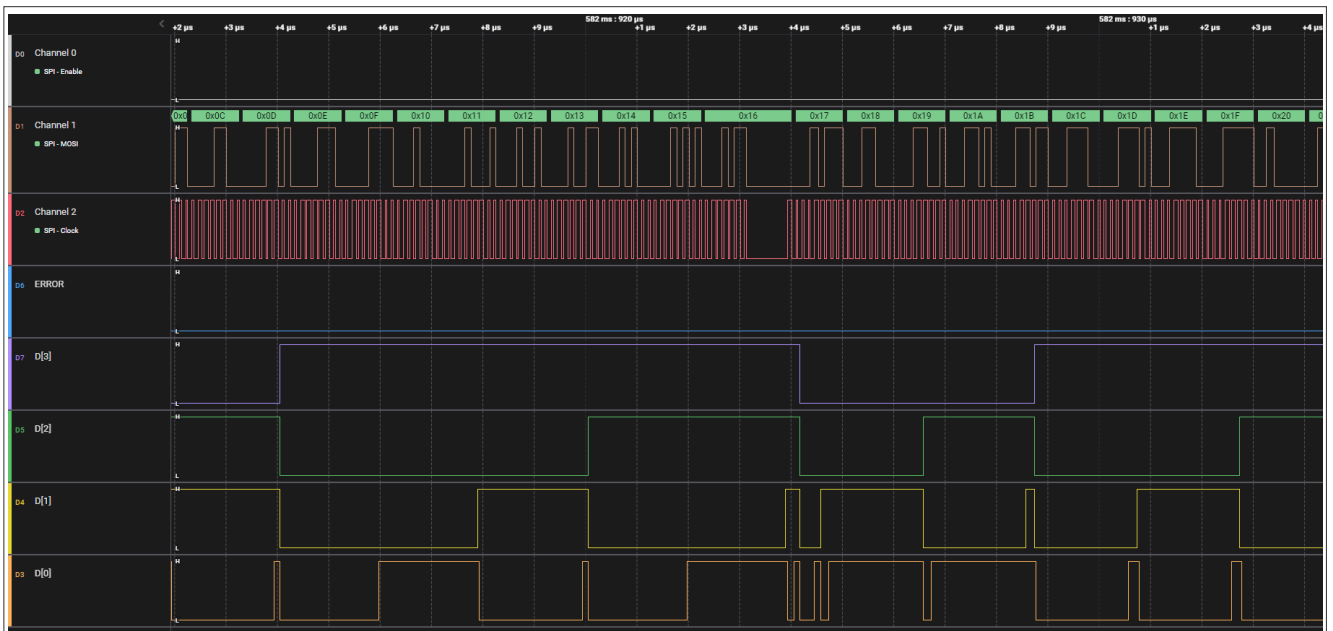 582 ms : 920 µs 582 ms : 930 µs
< +2 µs +3 µs +4 µs +5 µs +6 µs +7 µs +8 µs +9 µs +1 µs +2 µs +3 µs +4 µs +5 µs +6 µs +7 µs +8 µs +9 µs +1 µs +2 µs +3 µs +4 µs
H
D0 Channel 0
SPI - Enable
L
0x0C 0x0D 0x0E 0x0F 0x10 0x11 0x12 0x13 0x14 0x15 0x16 0x17 0x18 0x19 0x1A 0x1B 0x1C 0x1D 0x1E 0x1F 0x20
H
D1 Channel 1
SPI - MOSI
L
H
D2 Channel 2
SPI - Clock
L
H
D6 ERROR
L
H
D7 D[3]
L
H
D5 D[2]
L
H
D4 D[1]
L
H
D3 D[0]
L